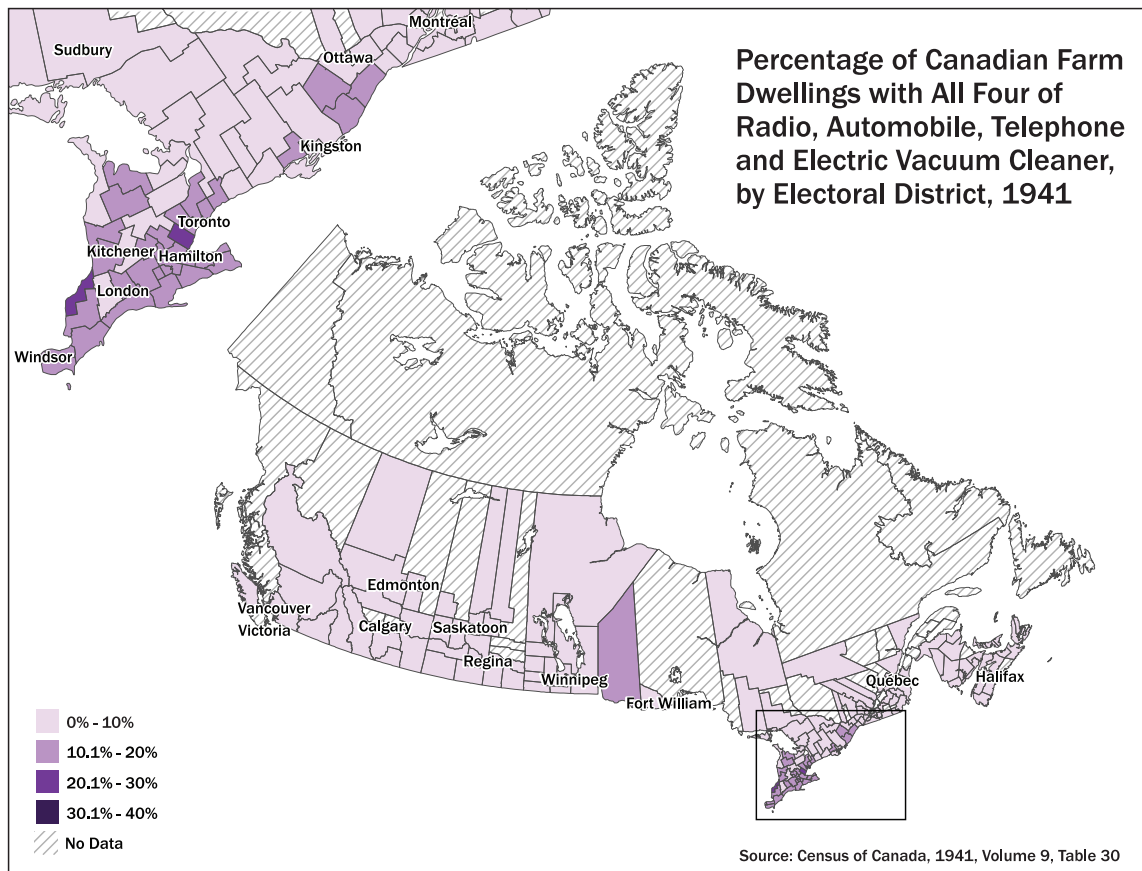 Percentage of Canadian Farm
Dwellings with All Four of
Radio, Automobile, Telephone
and Electric Vacuum Cleaner,
by Electoral District, 1941
Montréal
Sudbury
Ottawa
Kingston
Toronto
Kitchener
Hamilton
London
Windsor
Edmonton
Vancouver
Victoria
Calgary
Saskatoon
Regina
Winnipeg
Fort William
Québec
Halifax
0% - 10%
10.1% - 20%
20.1% - 30%
30.1% - 40%
No Data
Source: Census of Canada, 1941, Volume 9, Table 30